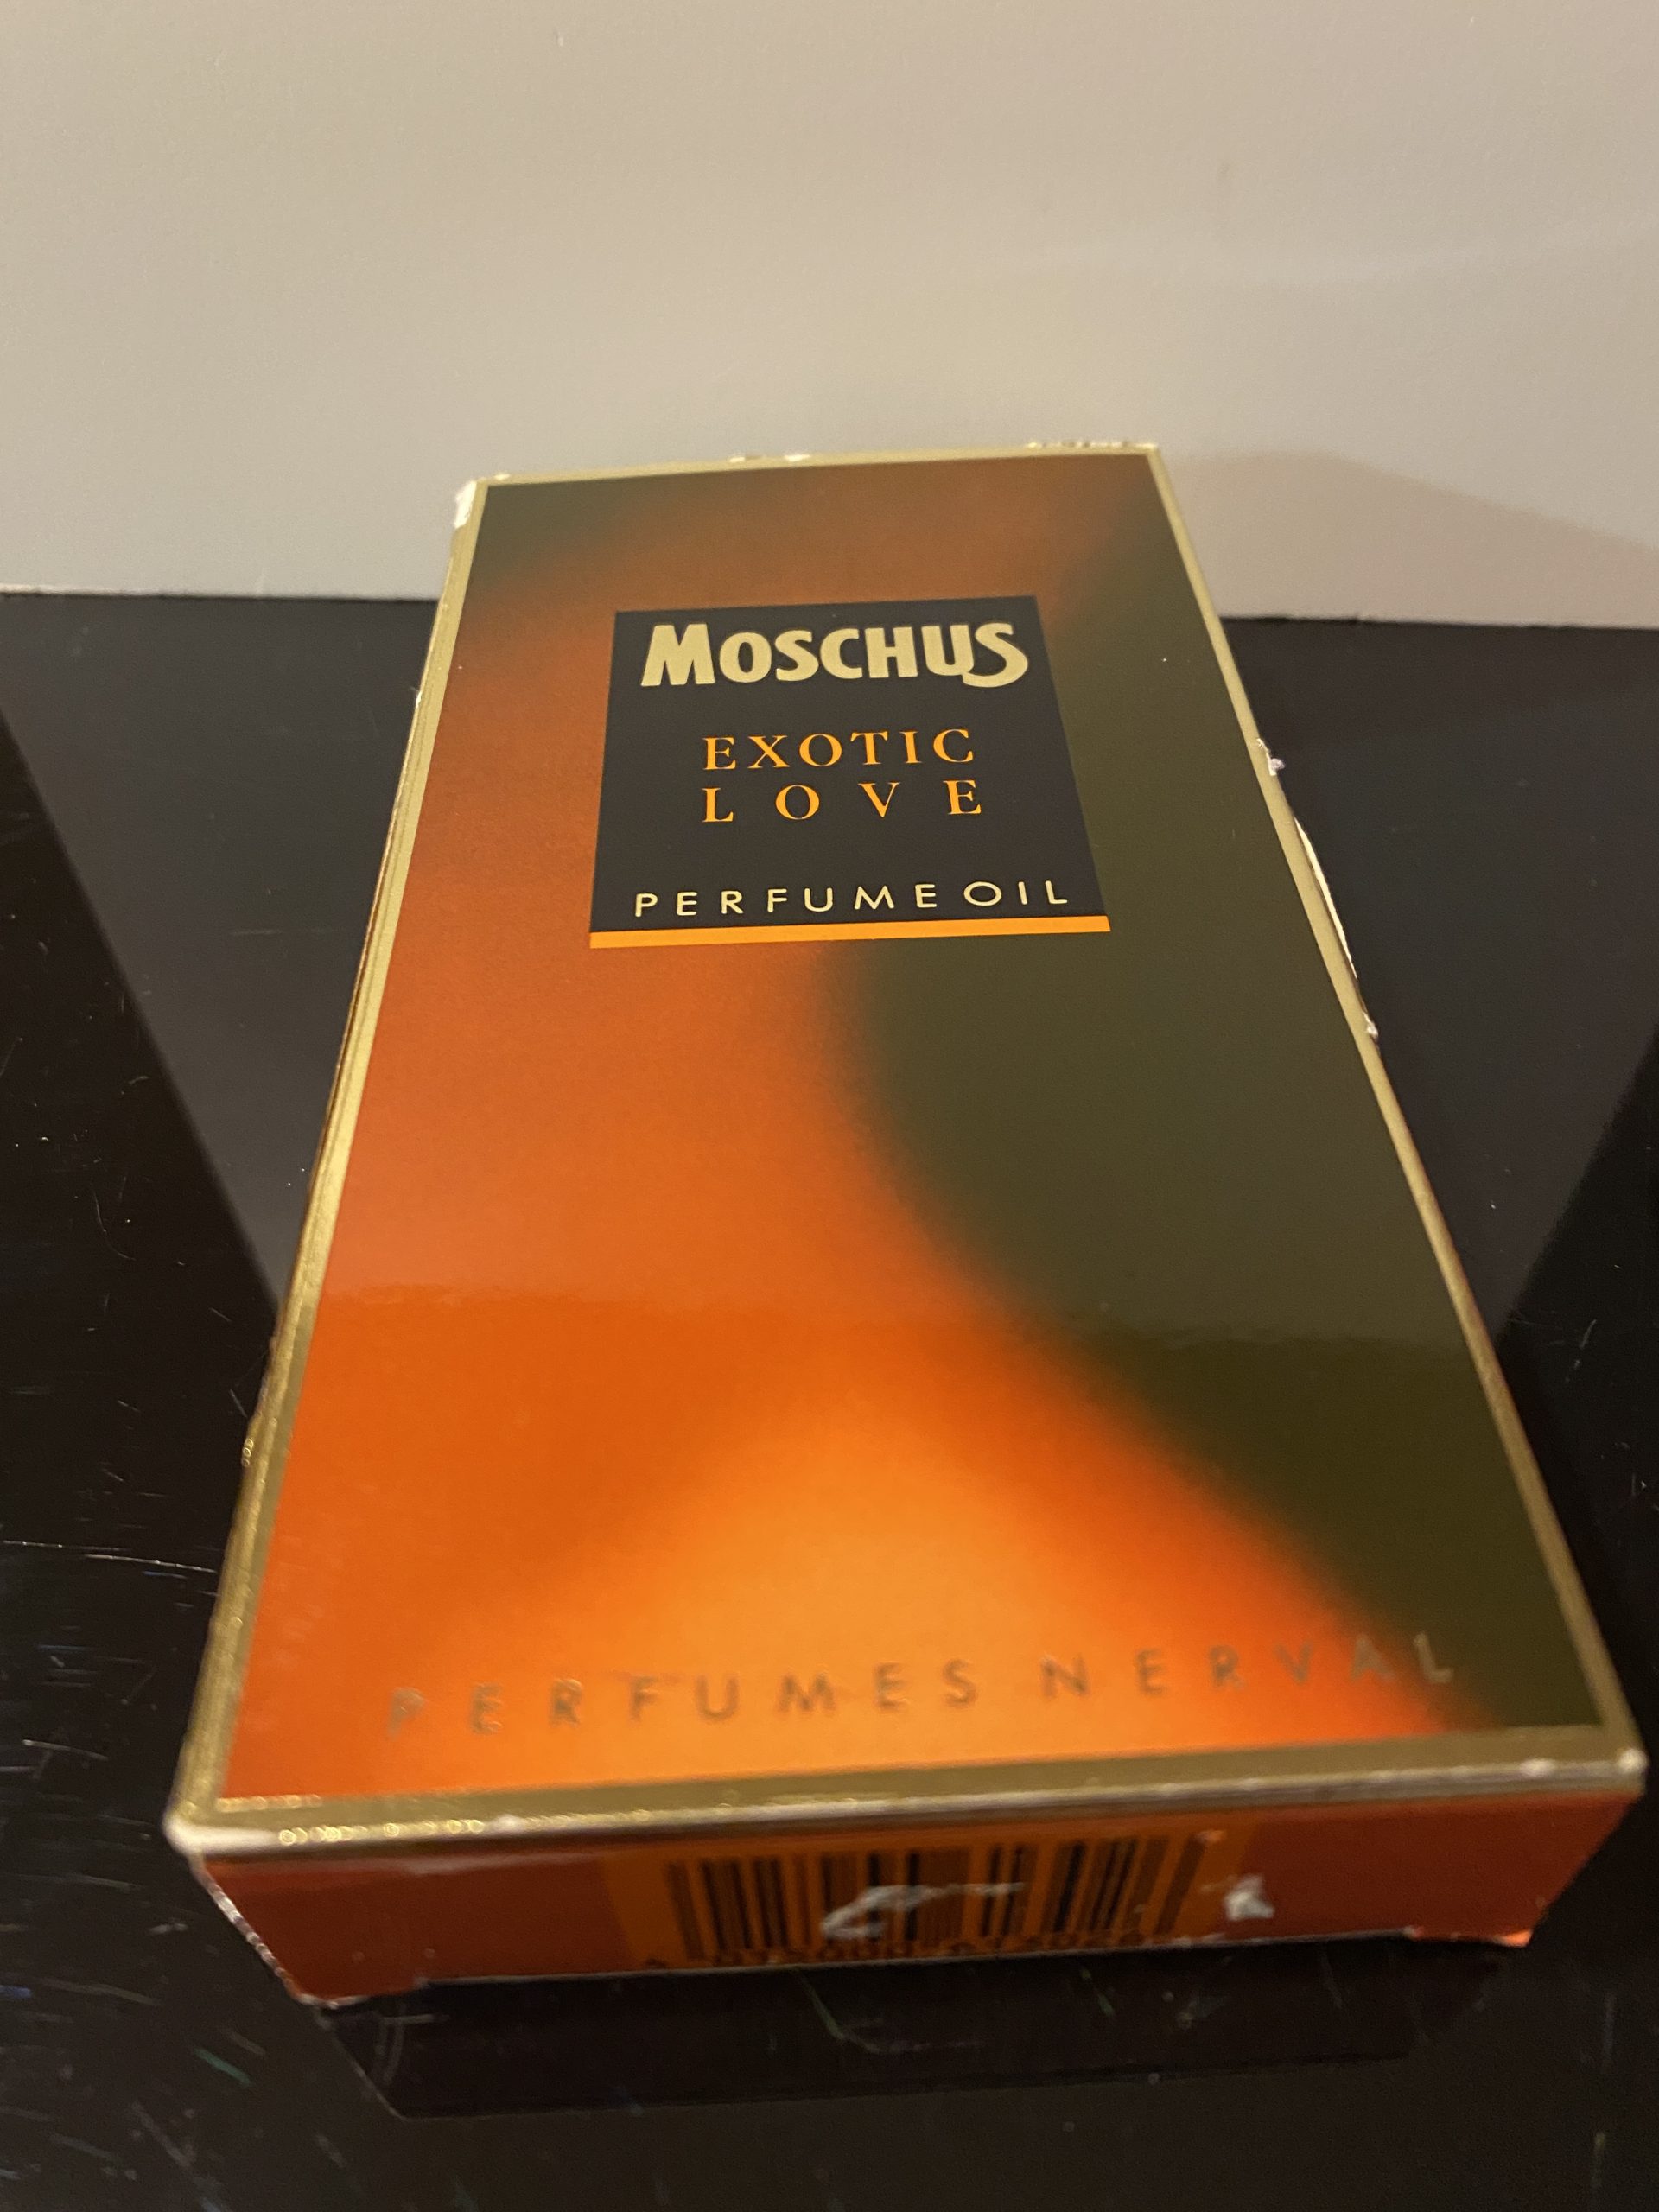 MOSCHUS
EXOTIC
LOVE
PERFUME OIL
PERFUMES NERVAL